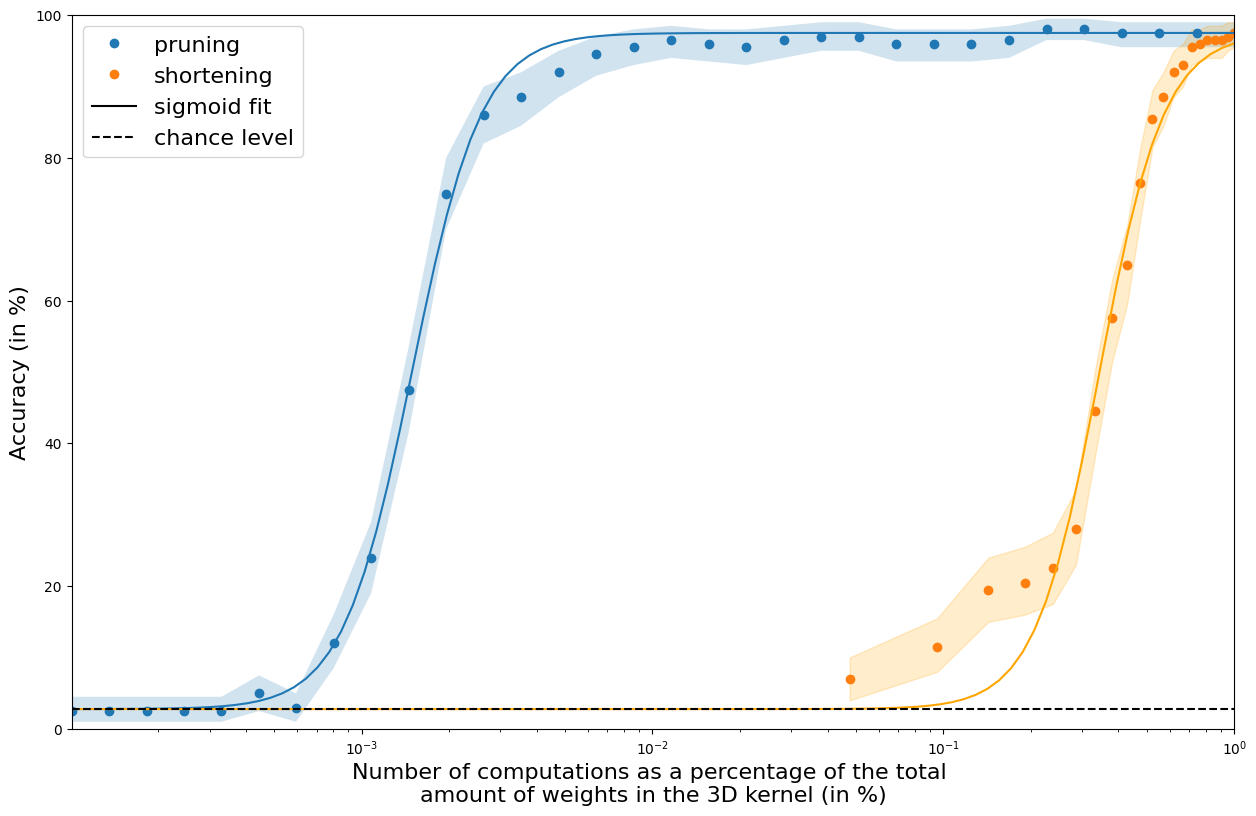 100
80
60
40
20
0
Accuracy (in %)
pruning
shortening
sigmoid fit
chance level
10⁻³
10⁻²
10⁻¹
10⁰
Number of computations as a percentage of the total
amount of weights in the 3D kernel (in %)